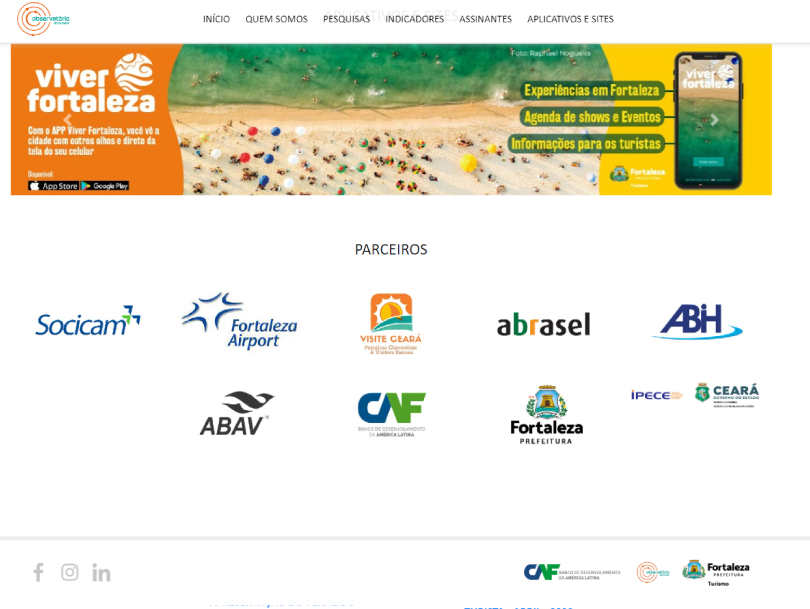 observatório
INÍCIO QUEM SOMOS PESQUISAS INDICADORES ASSINANTES APLICATIVOS E SITES
APLICATIVOS E SITES
viver
fortaleza
Com o APP Viver Fortaleza, você vê a
cidade com outros olhos e direto da
tela do seu celular
Disponível:
App Store Google Play
Foto: Raphael Nogueira
Experiências em Fortaleza
Agenda de shows e Eventos
Informações para os turistas
Fortaleza
Turismo
viver
fortaleza
PARCEIROS
Socicam
Fortaleza
Airport
VISITE CEARÁ
Fortaleza Convention
& Visitors Bureau
abrasel
ABIH
ABAV
CAF
BANCO DE DESENVOLVIMENTO
DA AMÉRICA LATINA
Fortaleza
PREFEITURA
IPECE
CEARÁ
GOVERNO DO ESTADO
CAF BANCO DE DESENVOLVIMENTO
DA AMÉRICA LATINA
observatório
Fortaleza
PREFEITURA
Turismo